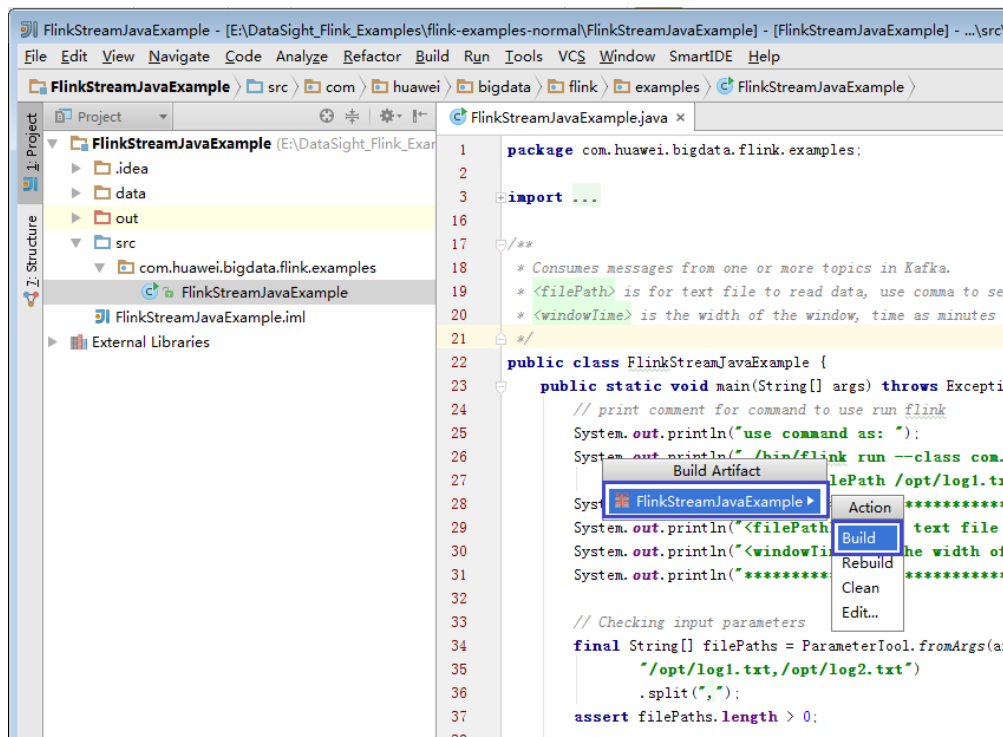 FlinkStreamJavaExample - [E:\DataSight_Flink_Examples\flink-examples-normal\FlinkStreamJavaExample] - [FlinkStreamJavaExample] - ...\src\
File Edit View Navigate Code Analyze Refactor Build Run Tools VCS Window SmartIDE Help
FlinkStreamJavaExample src com huawei bigdata flink examples FlinkStreamJavaExample
1: Project
7: Structure
Project
FlinkStreamJavaExample (E:\DataSight_Flink_Exar
.idea
data
out
src
com.huawei.bigdata.flink.examples
FlinkStreamJavaExample
FlinkStreamJavaExample.iml
External Libraries
FlinkStreamJavaExample.java
1 package com.huawei.bigdata.flink.examples;
2
3 import ...
16
17 /**
18 * Consumes messages from one or more topics in Kafka.
19 * <filePath> is for text file to read data, use comma to se
20 * <windowTime> is the width of the window, time as minutes
21 */
22 public class FlinkStreamJavaExample {
23 public static void main(String[] args) throws Excepti
24 // print comment for command to use run flink
25 System.out.println("use command as: ");
26 System.out.println("./bin/flink run --class com.
27 lePath /opt/log1.tx
28 Syst ************
29 System.out.println("<filePath text file
30 System.out.println("<windowTi he width of
31 System.out.println("********* ************
32
33 // Checking input parameters
34 final String[] filePaths = ParameterTool.fromArgs(a
35 "/opt/log1.txt,/opt/log2.txt")
36 .split(",");
37 assert filePaths.length > 0;
Build Artifact
FlinkStreamJavaExample
Action
Build
Rebuild
Clean
Edit...